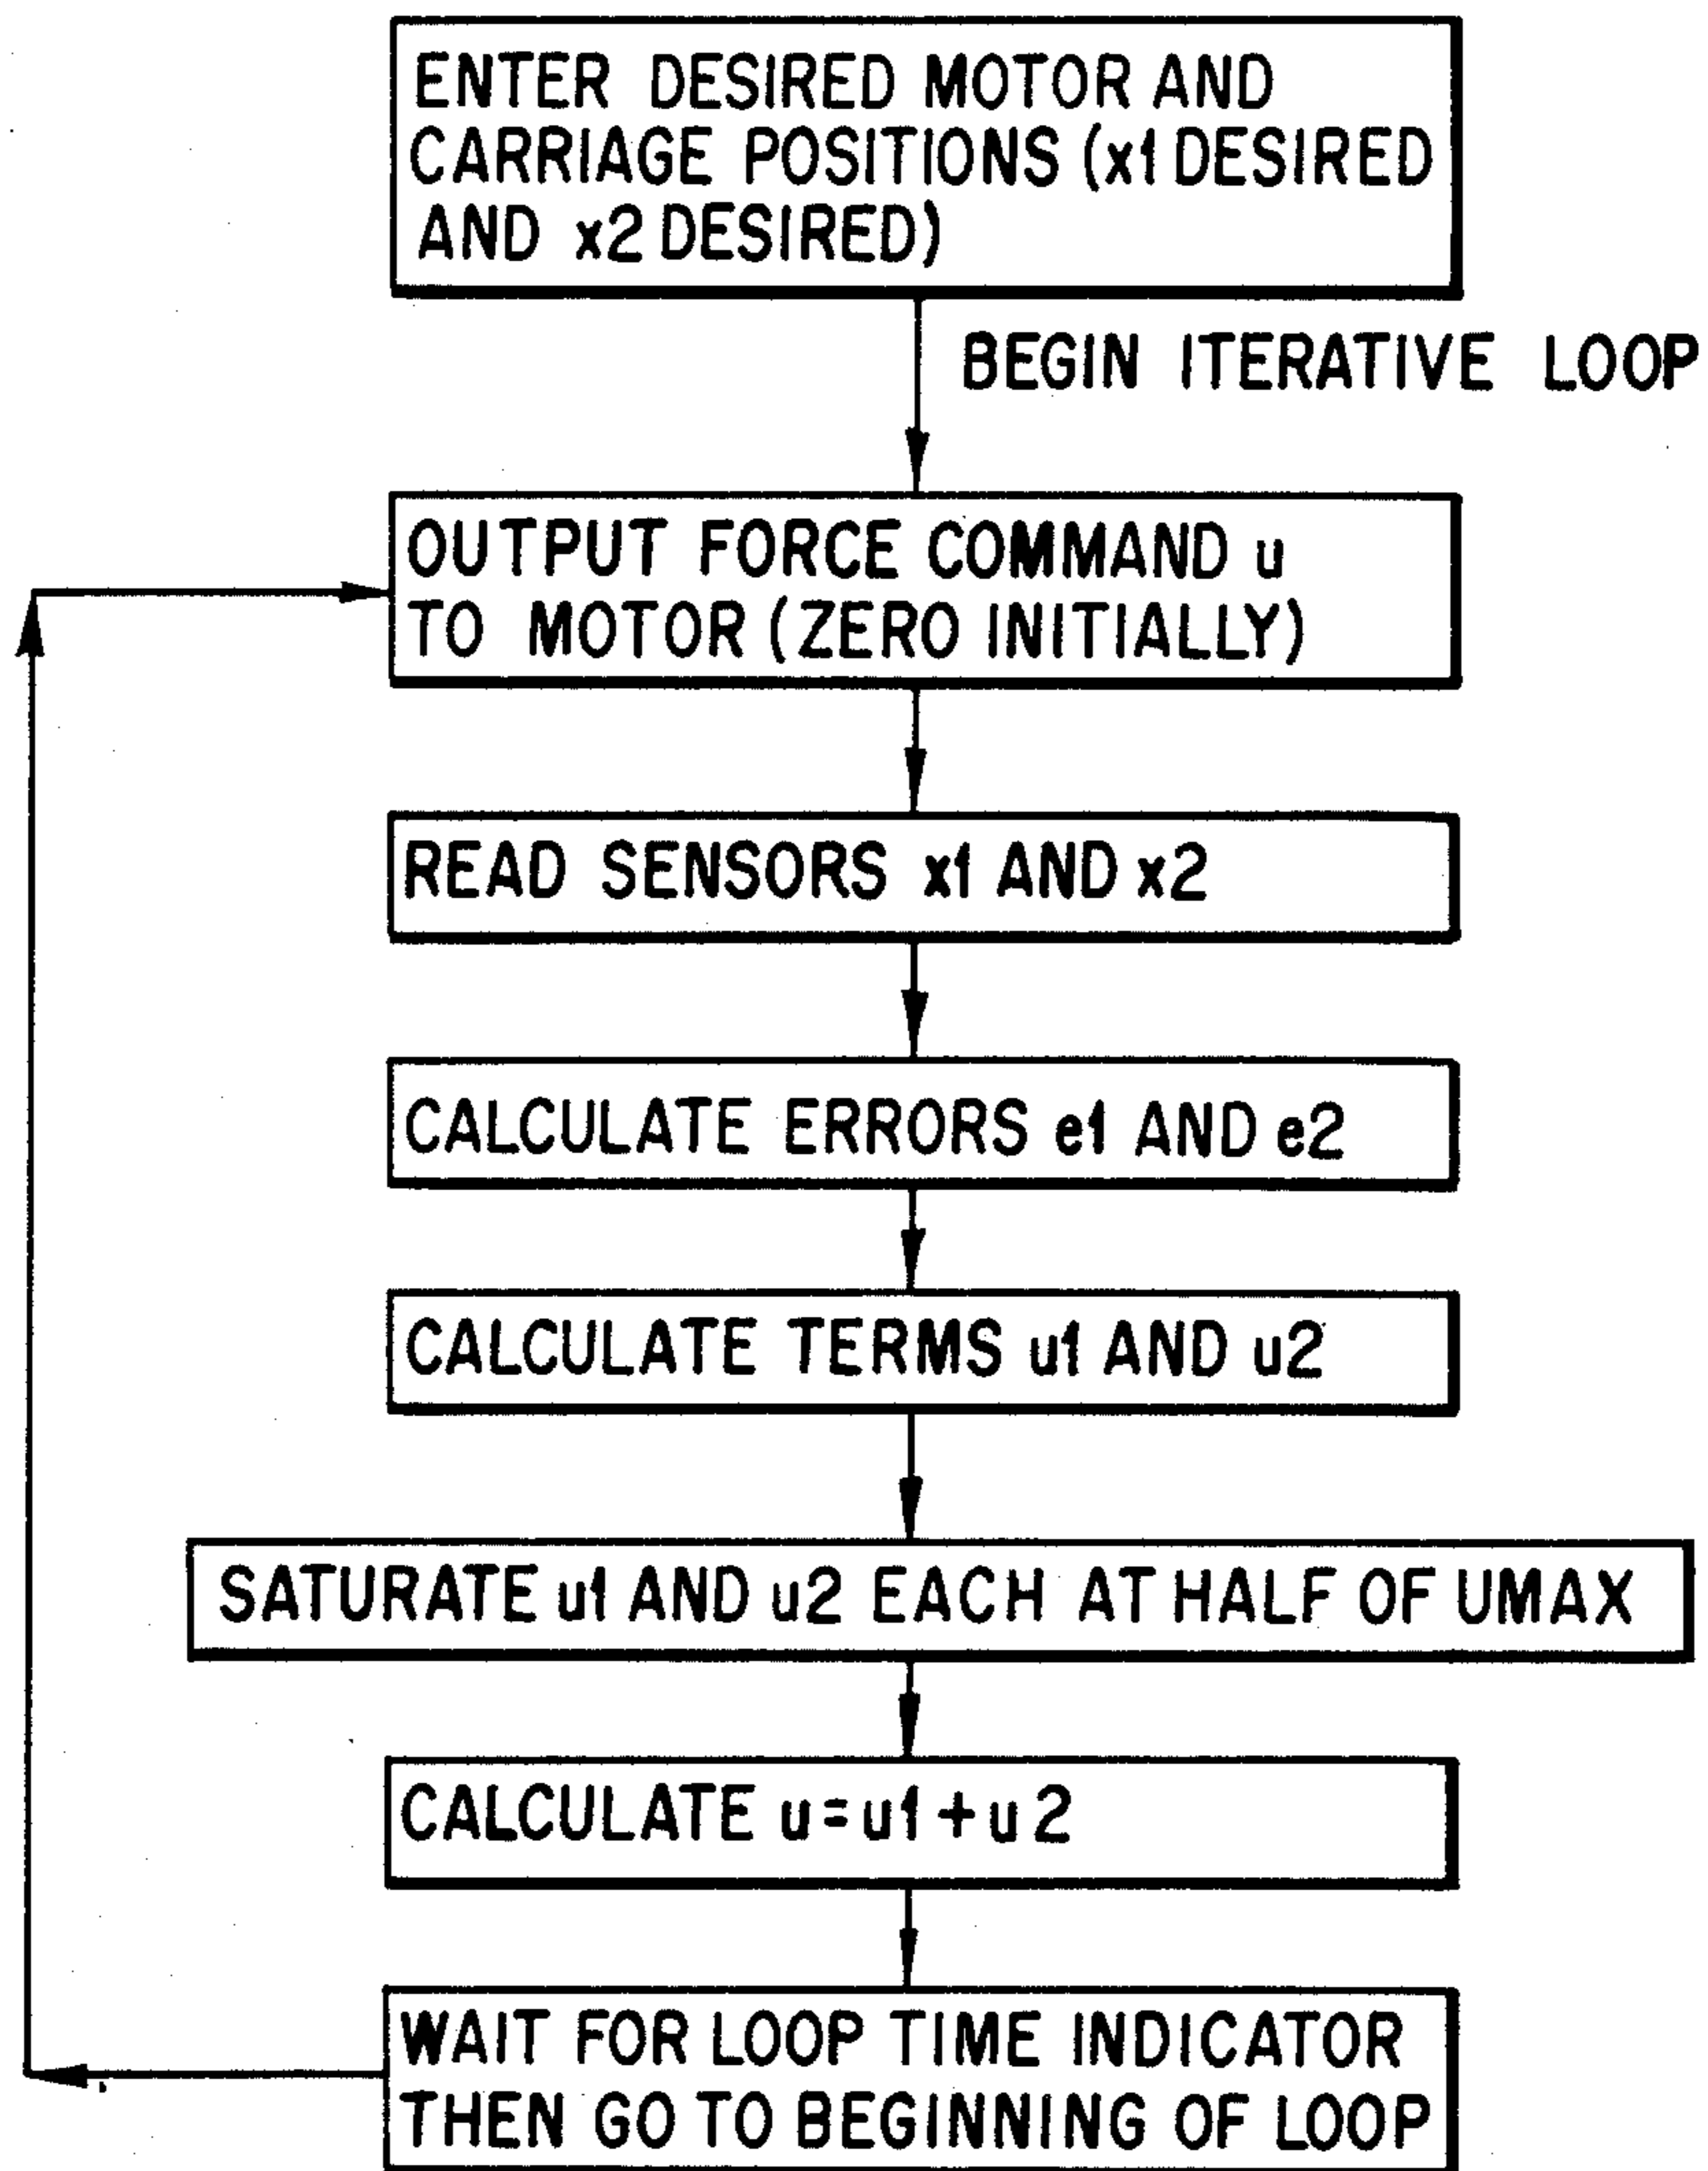 ENTER DESIRED MOTOR AND
CARRIAGE POSITIONS (x1 DESIRED
AND x2 DESIRED)
BEGIN ITERATIVE LOOP
OUTPUT FORCE COMMAND u
TO MOTOR (ZERO INITIALLY)
READ SENSORS x1 AND x2
CALCULATE ERRORS e1 AND e2
CALCULATE TERMS u1 AND u2
SATURATE u1 AND u2 EACH AT HALF OF UMAX
CALCULATE u=u1+u2
WAIT FOR LOOP TIME INDICATOR
THEN GO TO BEGINNING OF LOOP